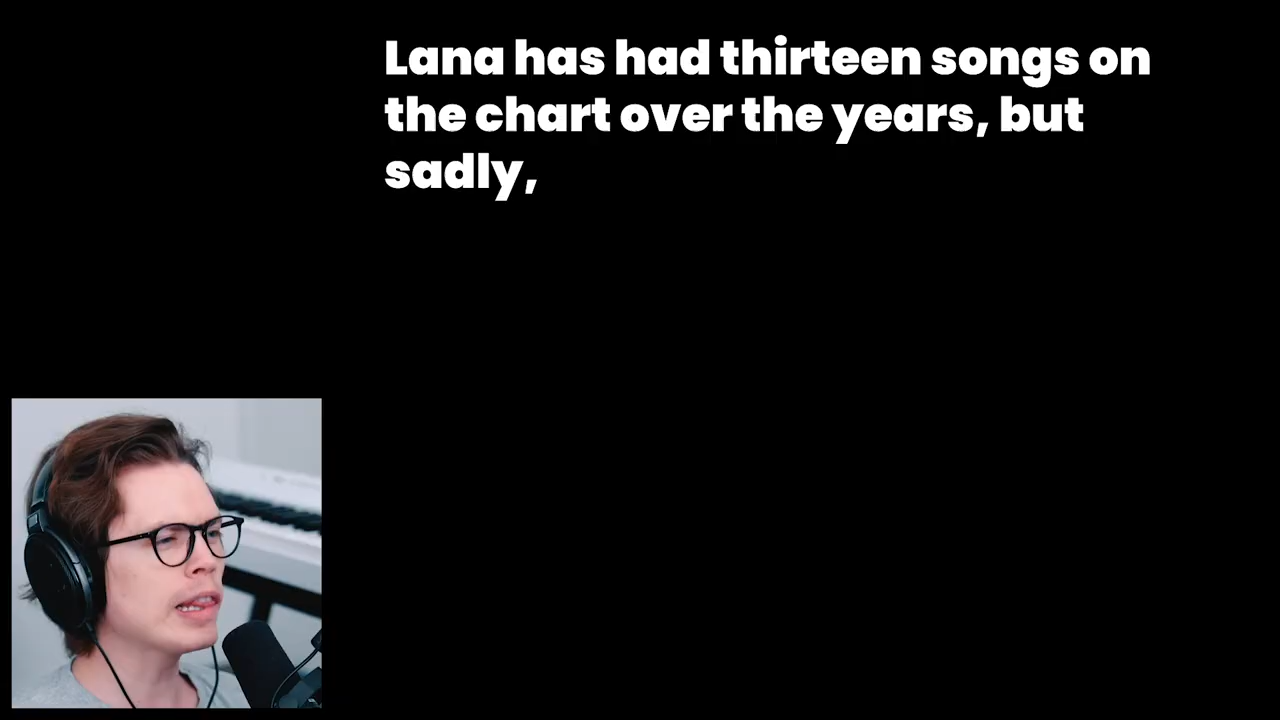 Lana has had thirteen songs on
the chart over the years, but
sadly,